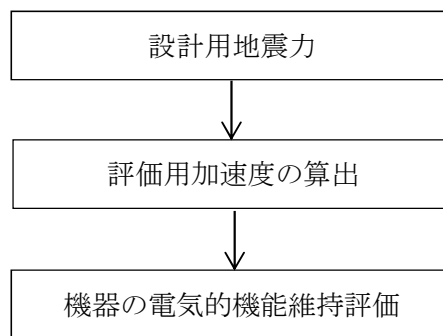 設計用地震力
評価用加速度の算出
機器の電気的機能維持評価